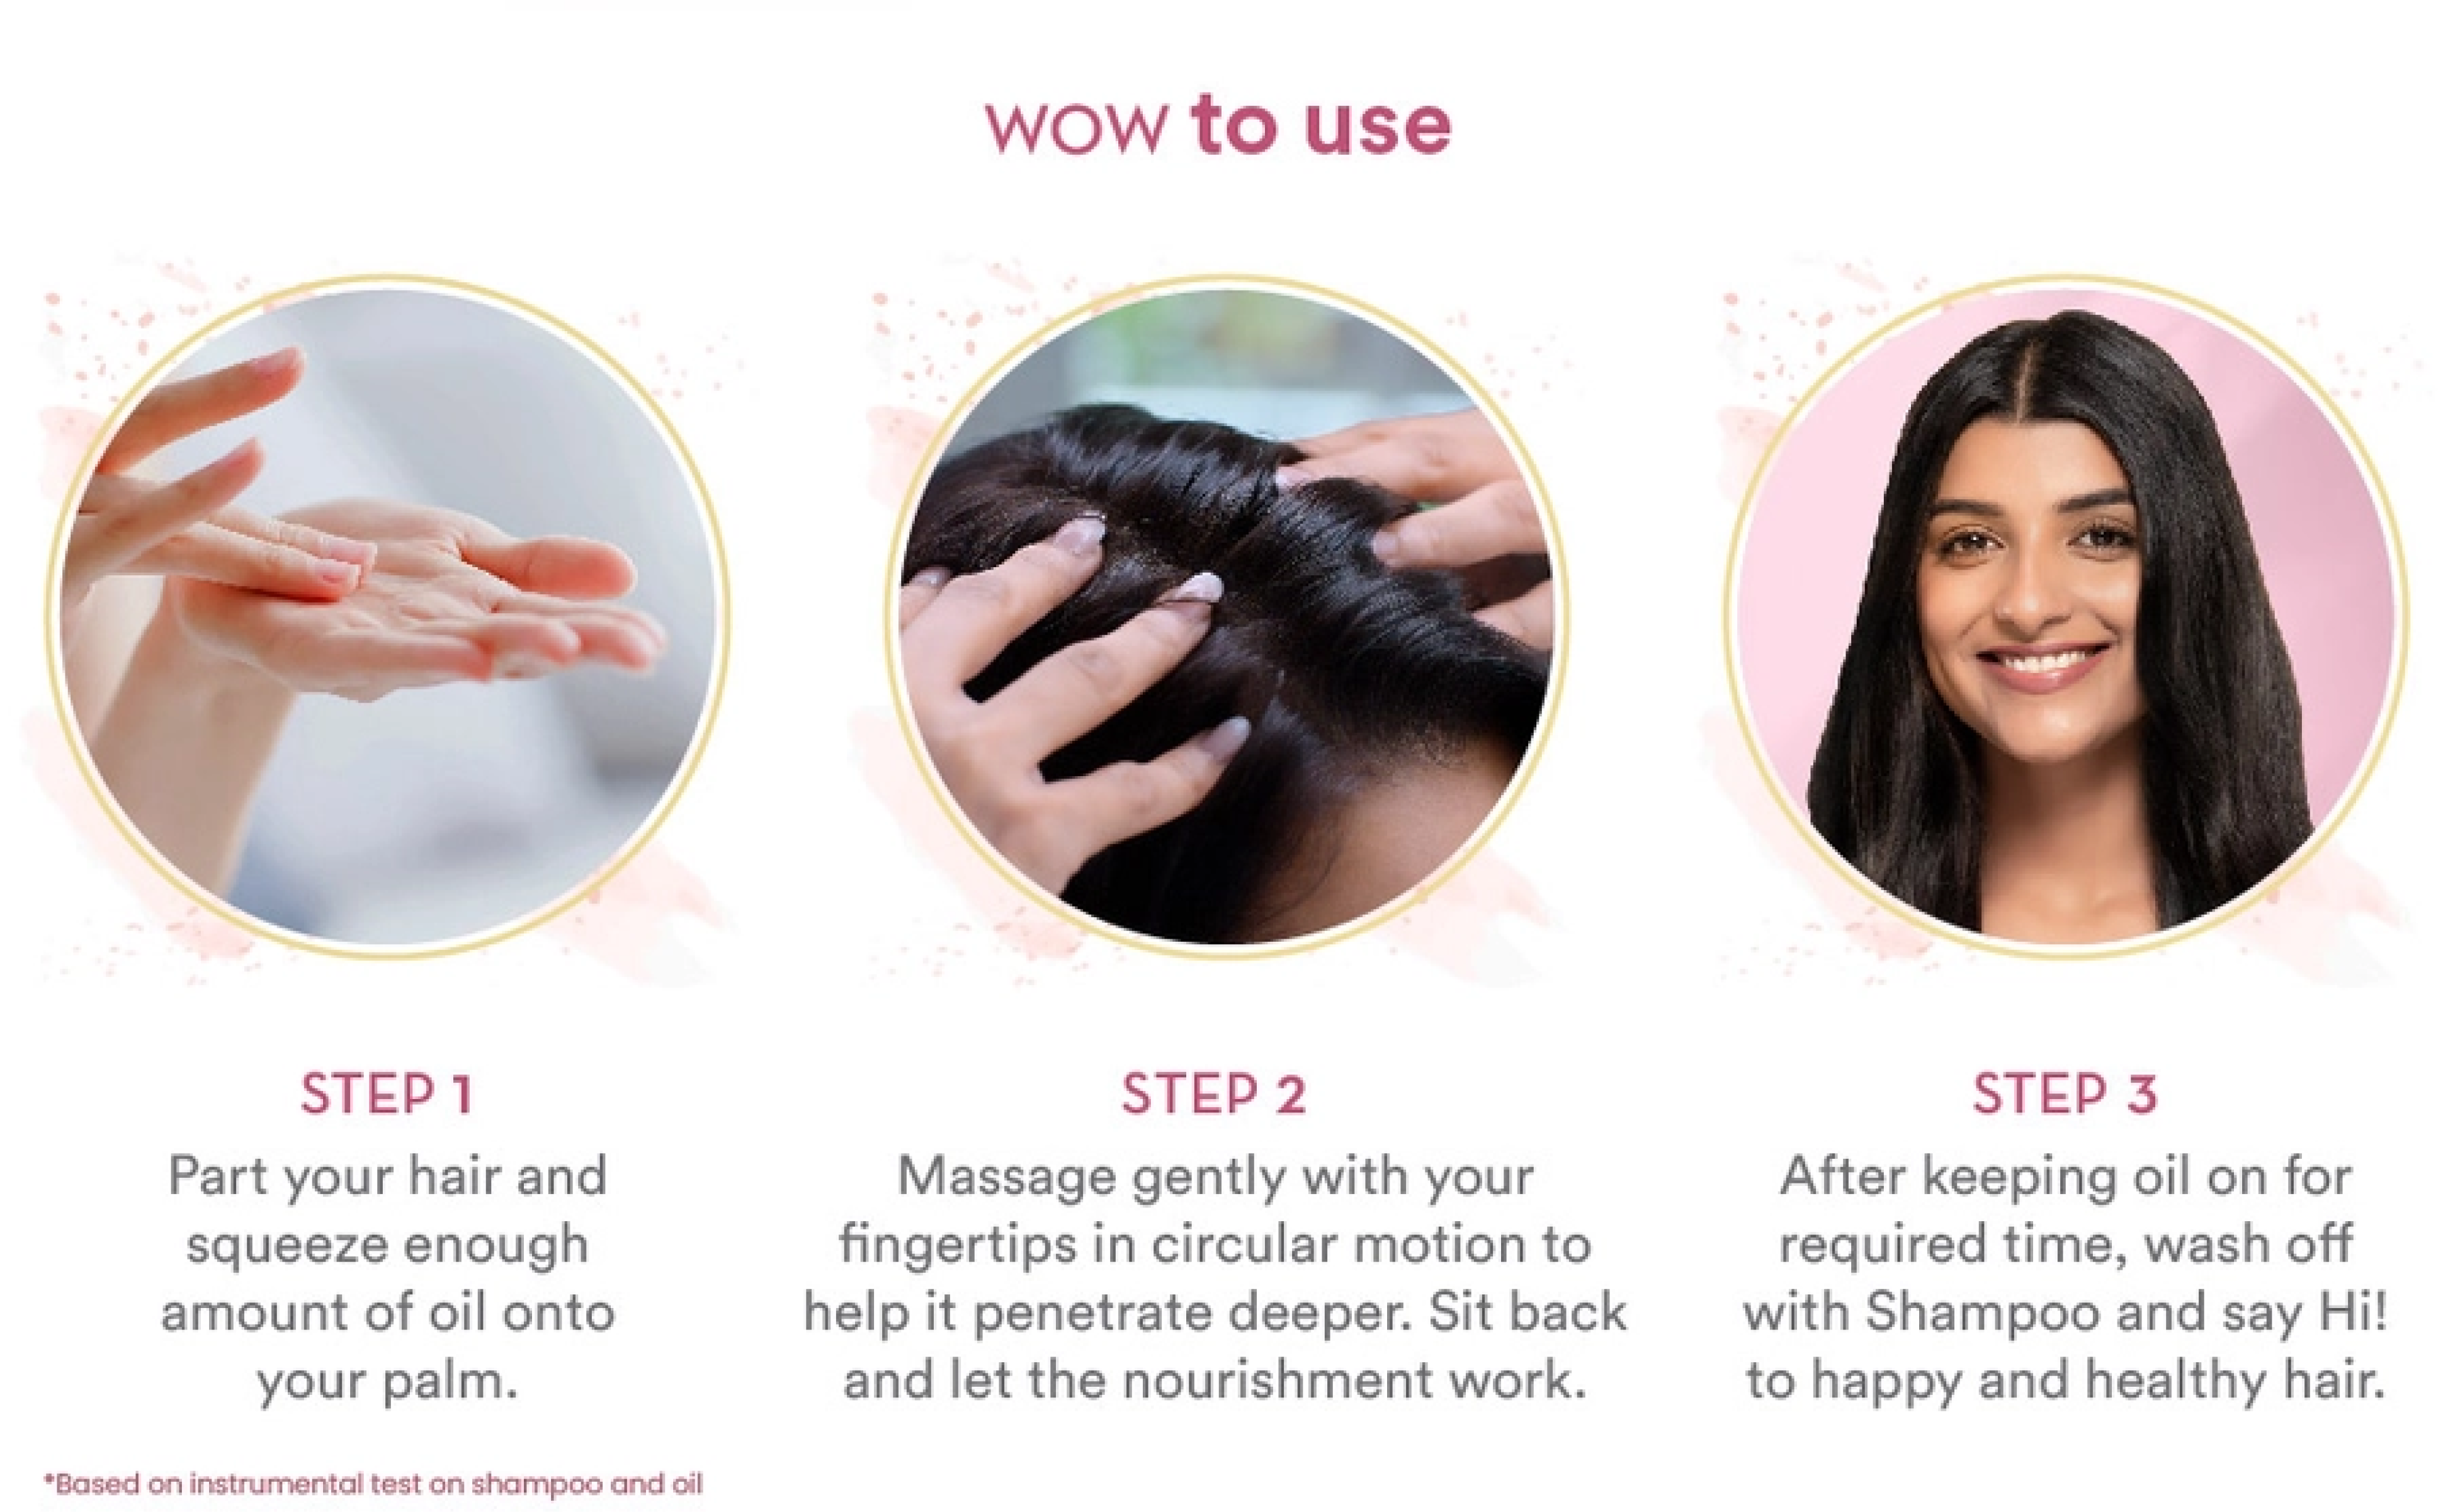 WOW to use
STEP 1
Part your hair and
squeeze enough
amount of oil onto
your palm.
STEP 2
Massage gently with your
fingertips in circular motion to
help it penetrate deeper. Sit back
and let the nourishment work.
STEP 3
After keeping oil on for
required time, wash off
with Shampoo and say Hi!
to happy and healthy hair.
*Based on instrumental test on shampoo and oil